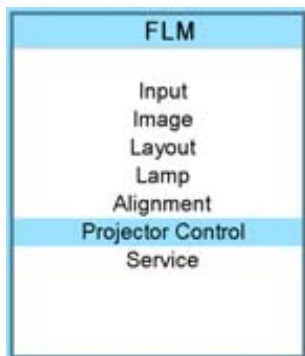 FLM
Input
Image
Layout
Lamp
Alignment
Projector Control
Service